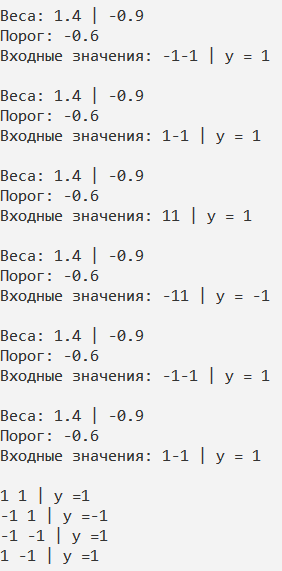 Веса: 1.4 | -0.9
Порог: -0.6
Входные значения: -1-1 | y = 1
Веса: 1.4 | -0.9
Порог: -0.6
Входные значения: 1-1 | y = 1
Веса: 1.4 | -0.9
Порог: -0.6
Входные значения: 11 | y = 1
Веса: 1.4 | -0.9
Порог: -0.6
Входные значения: -11 | y = -1
Веса: 1.4 | -0.9
Порог: -0.6
Входные значения: -1-1 | y = 1
Веса: 1.4 | -0.9
Порог: -0.6
Входные значения: 1-1 | y = 1
1 1 | y =1
-1 1 | y =-1
-1 -1 | y =1
1 -1 | y =1